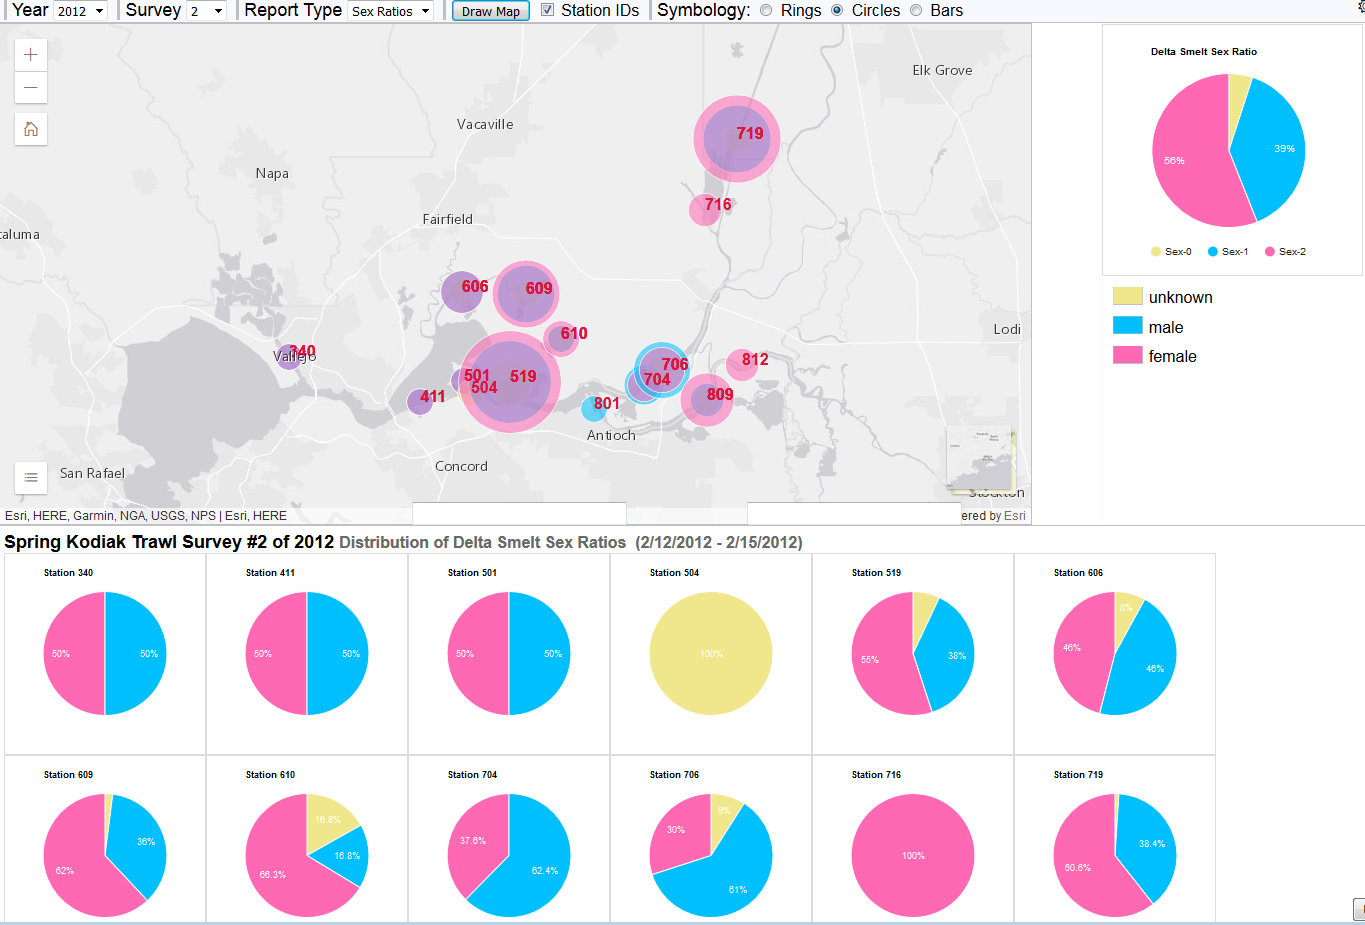 Year 2012 Survey 2 Report Type Sex Ratios Draw Map Station IDs Symbology: Rings Circles Bars
Elk Grove
Vacaville
719
Napa
716
Fairfield
606
609
610
Lodi
340
Vallejo
706
812
501
519
704
504
411
809
801
Antioch
Concord
San Rafael
Stockton
Esri, HERE, Garmin, NGA, USGS, NPS | Esri, HERE
ered by Esri
Delta Smelt Sex Ratio
39%
56%
Sex-0 Sex-1 Sex-2
unknown
male
female
Spring Kodiak Trawl Survey #2 of 2012 Distribution of Delta Smelt Sex Ratios (2/12/2012 - 2/15/2012)
Station 340
50% 50%
Station 411
50% 50%
Station 501
50% 50%
Station 504
100%
Station 519
55% 38%
Station 606
8%
46% 46%
Station 609
36%
62%
Station 610
16.8%
16.8%
66.3%
Station 704
37.6%
62.4%
Station 706
9%
30%
61%
Station 716
100%
Station 719
38.4%
60.6%